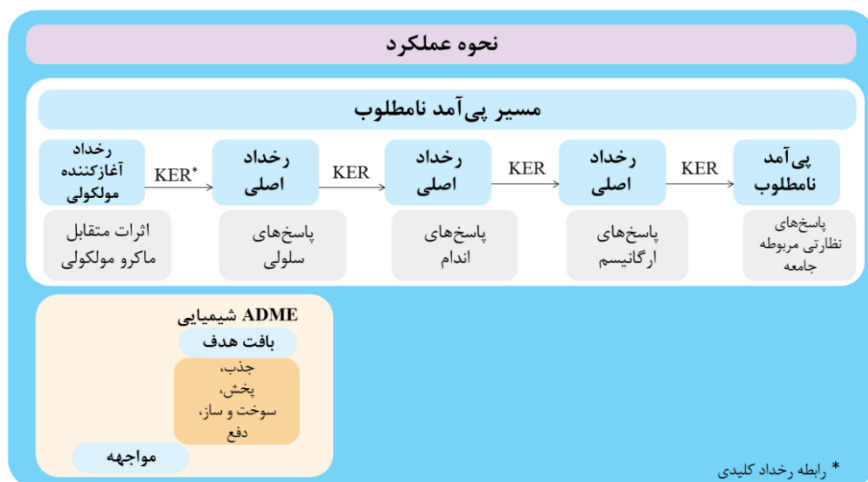 نحوه عملکرد
مسیر پی‌آمد نامطلوب
رخداد
آغازکننده
مولکولی
KER*
رخداد
اصلی
KER
رخداد
اصلی
KER
رخداد
اصلی
KER
پی‌آمد
نامطلوب
اثرات متقابل
ماکرو مولکولی
پاسخ‌های
سلولی
پاسخ‌های
اندام
پاسخ‌های
ارگانیسم
پاسخ‌های
نظارتی مربوطه
جامعه
ADME شیمیایی
بافت هدف
جذب،
پخش،
سوخت و ساز،
دفع
مواجهه
* رابطه رخداد کلیدی